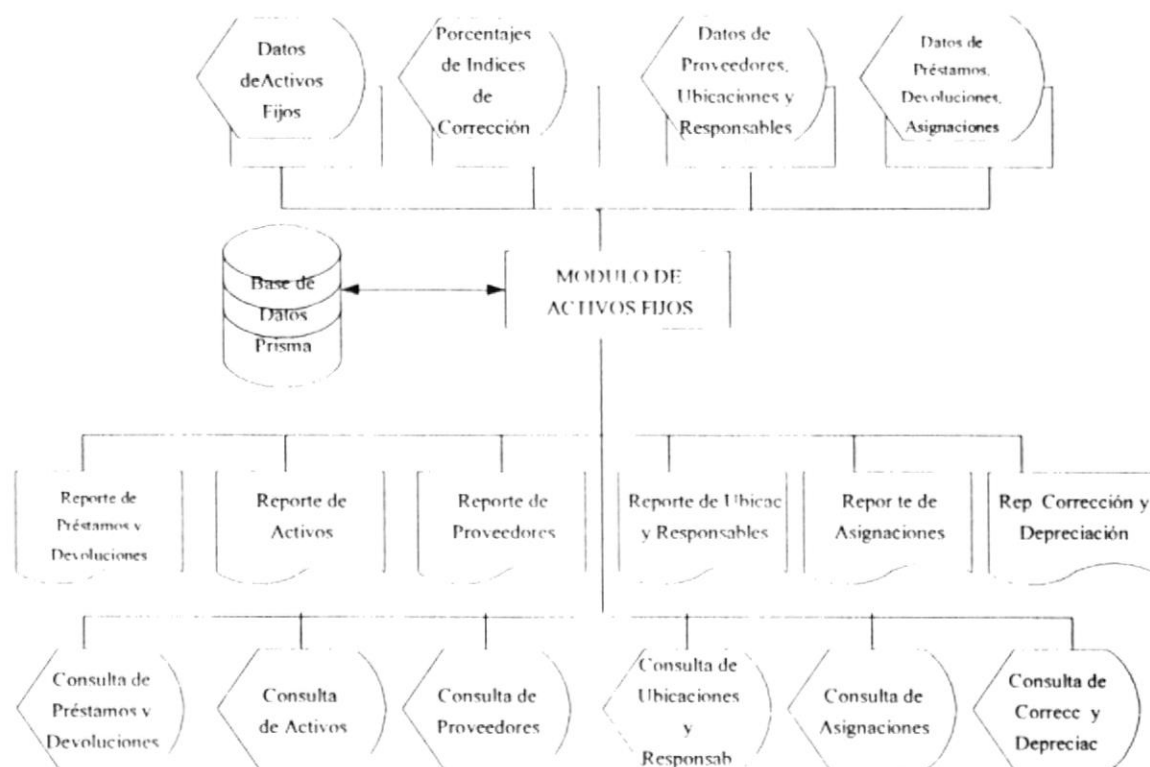 Datos
deActivos
Fijos
Porcentajes
de Indices
de
Corrección
Datos de
Proveedores,
Ubicaciones y
Responsables
Datos de
Préstamos,
Devoluciones,
Asignaciones
Base de
Datos
Prisma
MODULO DE
ACTIVOS FIJOS
Reporte de
Préstamos y
Devoluciones
Reporte de
Activos
Reporte de
Proveedores
Reporte de Ubicac
y Responsables
Repor te de
Asignaciones
Rep Corrección y
Depreciación
Consulta de
Préstamos y
Devoluciones
Consulta
de Activos
Consulta de
Proveedores
Consulta de
Ubicaciones
y
Responsab
Consulta de
Asignaciones
Consulta de
Correcc y
Depreciac